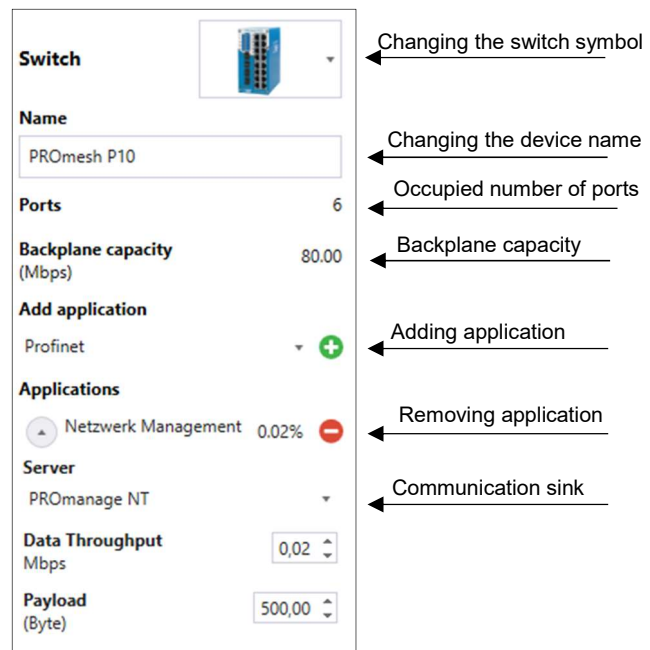 Switch
Changing the switch symbol
Name
PROmesh P10
Changing the device name
Ports 6
Occupied number of ports
Backplane capacity
(Mbps)
80.00
Backplane capacity
Add application
Profinet
Adding application
Applications
Netzwerk Management 0.02%
Removing application
Server
PROmanage NT
Communication sink
Data Throughput
Mbps
0,02
Payload
(Byte)
500,00